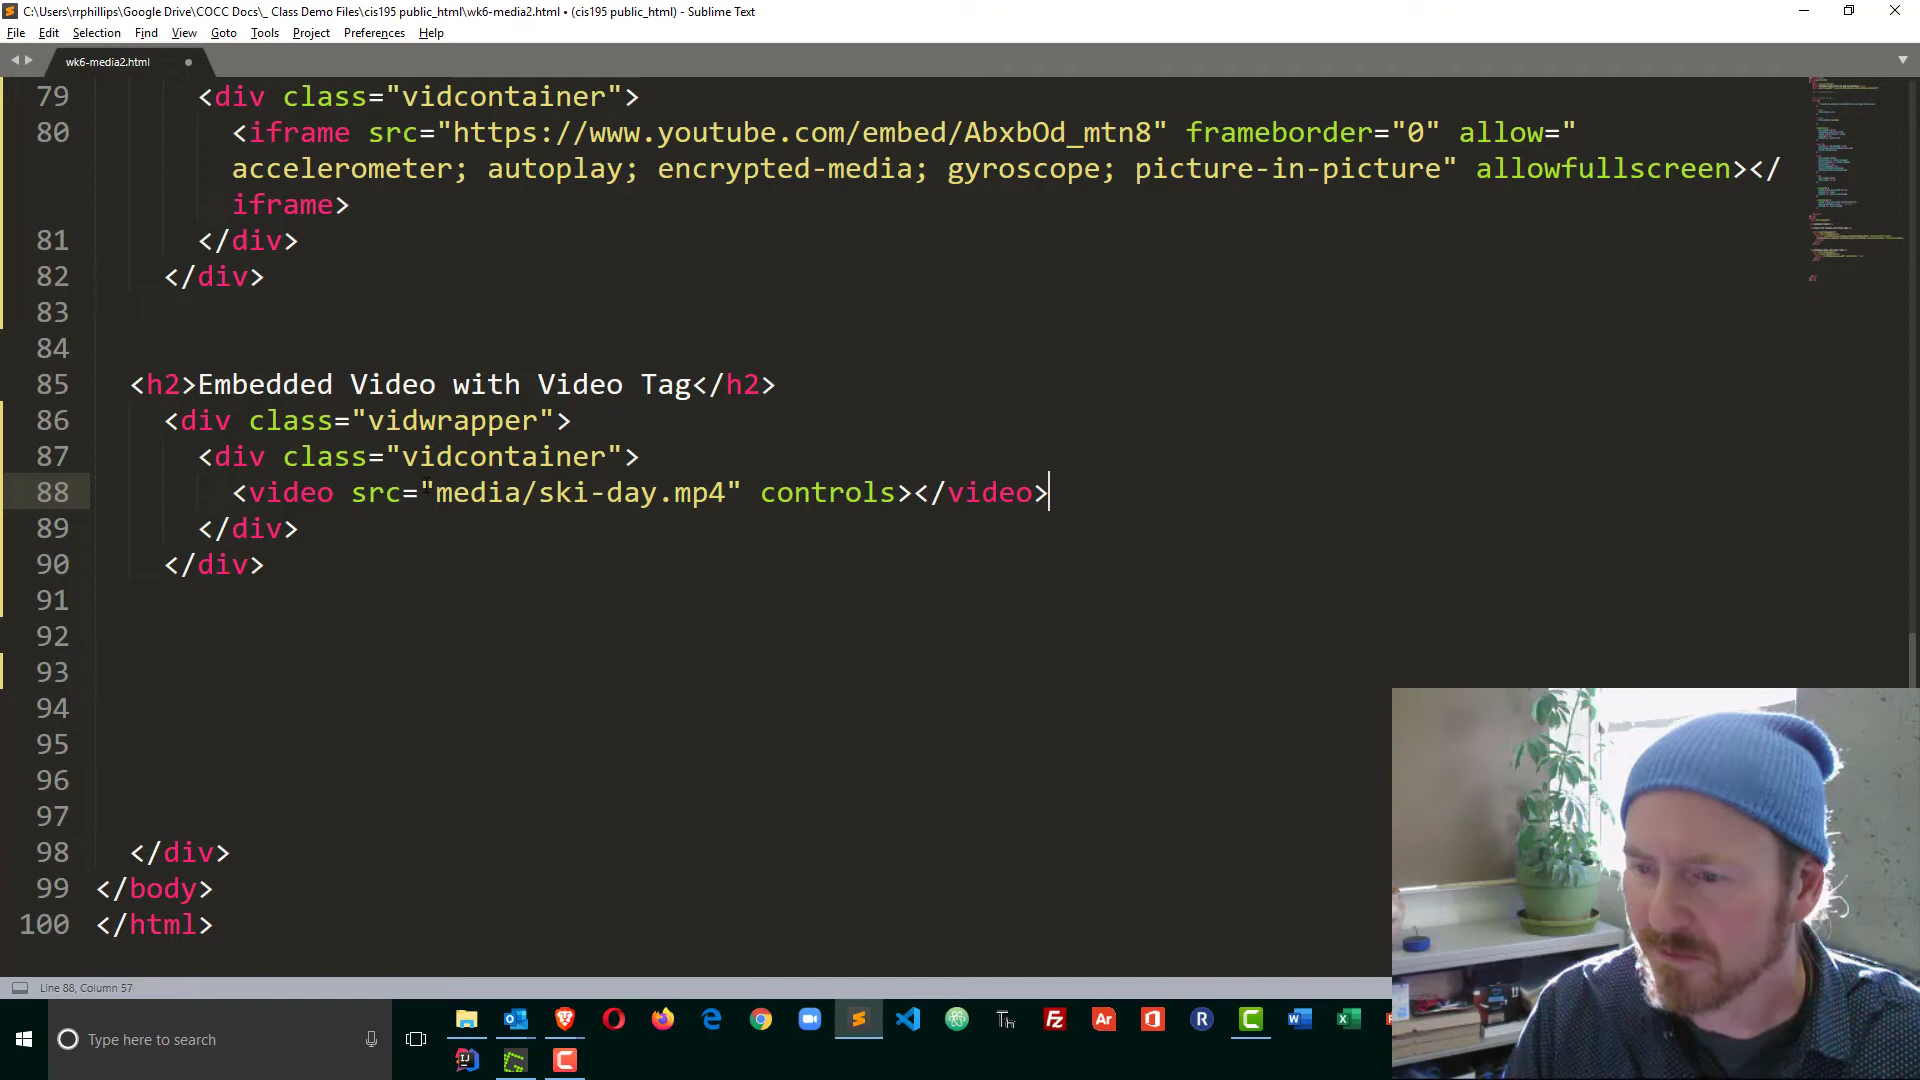 C:\Users\rrphillips\Google Drive\COCC Docs\_ Class Demo Files\cis195 public_html\wk6-media2.html • (cis195 public_html) - Sublime Text
File Edit Selection Find View Goto Tools Project Preferences Help
wk6-media2.html
79 <div class="vidcontainer">
80 <iframe src="https://www.youtube.com/embed/AbxbOd_mtn8" frameborder="0" allow="
accelerometer; autoplay; encrypted-media; gyroscope; picture-in-picture" allowfullscreen></
iframe>
81 </div>
82 </div>
83
84
85 <h2>Embedded Video with Video Tag</h2>
86 <div class="vidwrapper">
87 <div class="vidcontainer">
88 <video src="media/ski-day.mp4" controls></video>
89 </div>
90 </div>
91
92
93
94
95
96
97
98 </div>
99 </body>
100 </html>
Line 88, Column 57
Type here to search